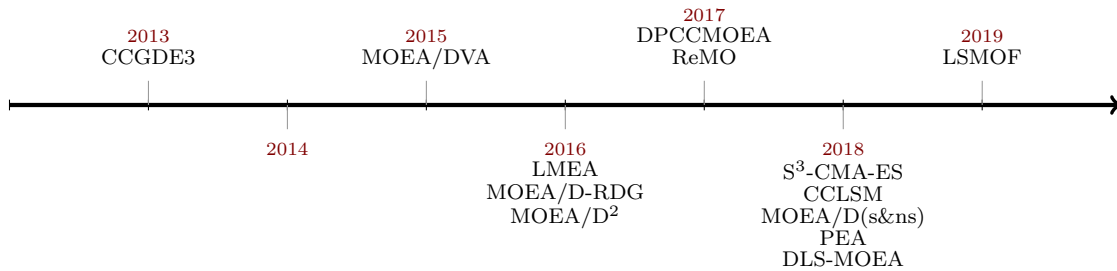 2013
CCGDE3
2014
2015
MOEA/DVA
2016
LMEA
MOEA/D-RDG
MOEA/D²
2017
DPCCMOEA
ReMO
2018
S³-CMA-ES
CCLSM
MOEA/D(s&ns)
PEA
DLS-MOEA
2019
LSMOF